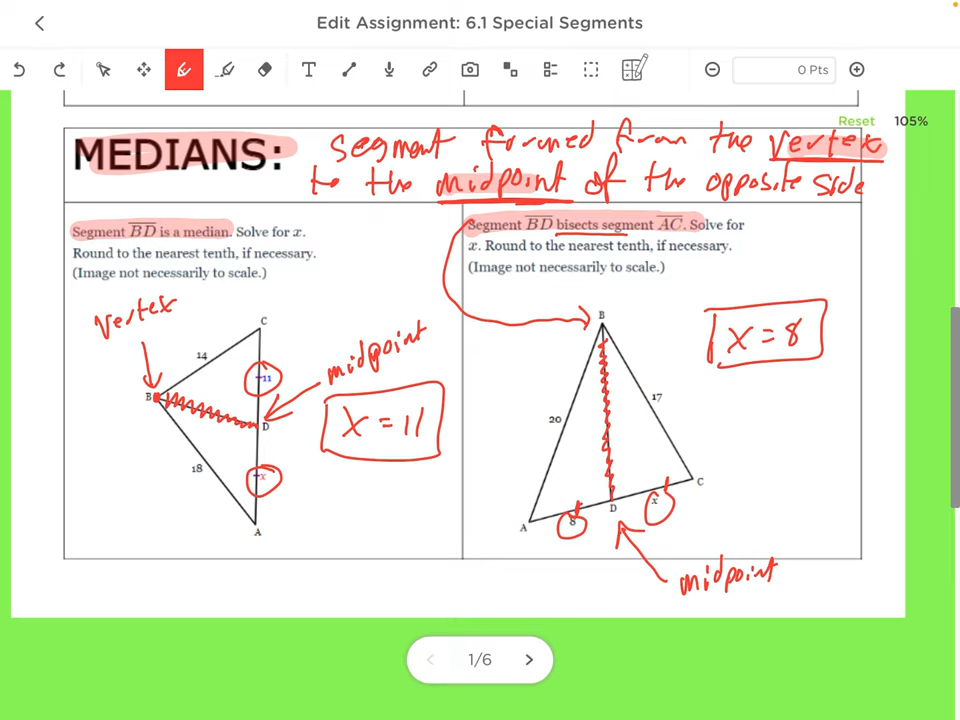 Edit Assignment: 6.1 Special Segments
T
0 Pts
Reset 105%
MEDIANS: segment formed from the vertex
to the midpoint of the opposite side
Segment BD is a median. Solve for x.
Round to the nearest tenth, if necessary.
(Image not necessarily to scale.)
Vertex
C
14
midpoint
11
B
D
x = 11
18
x
A
Segment BD bisects segment AC. Solve for
x. Round to the nearest tenth, if necessary.
(Image not necessarily to scale.)
B
x = 8
17
20
C
x
D
8
A
midpoint
1/6